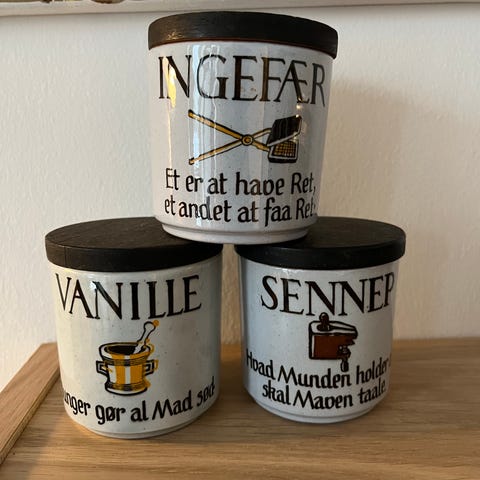 INGEFÆR
Et er at have Ret,
et andet at faa Ret.
VANILLE
unger gør al Mad sød.
SENNEP
Hvad Munden holder
skal Maven taale.